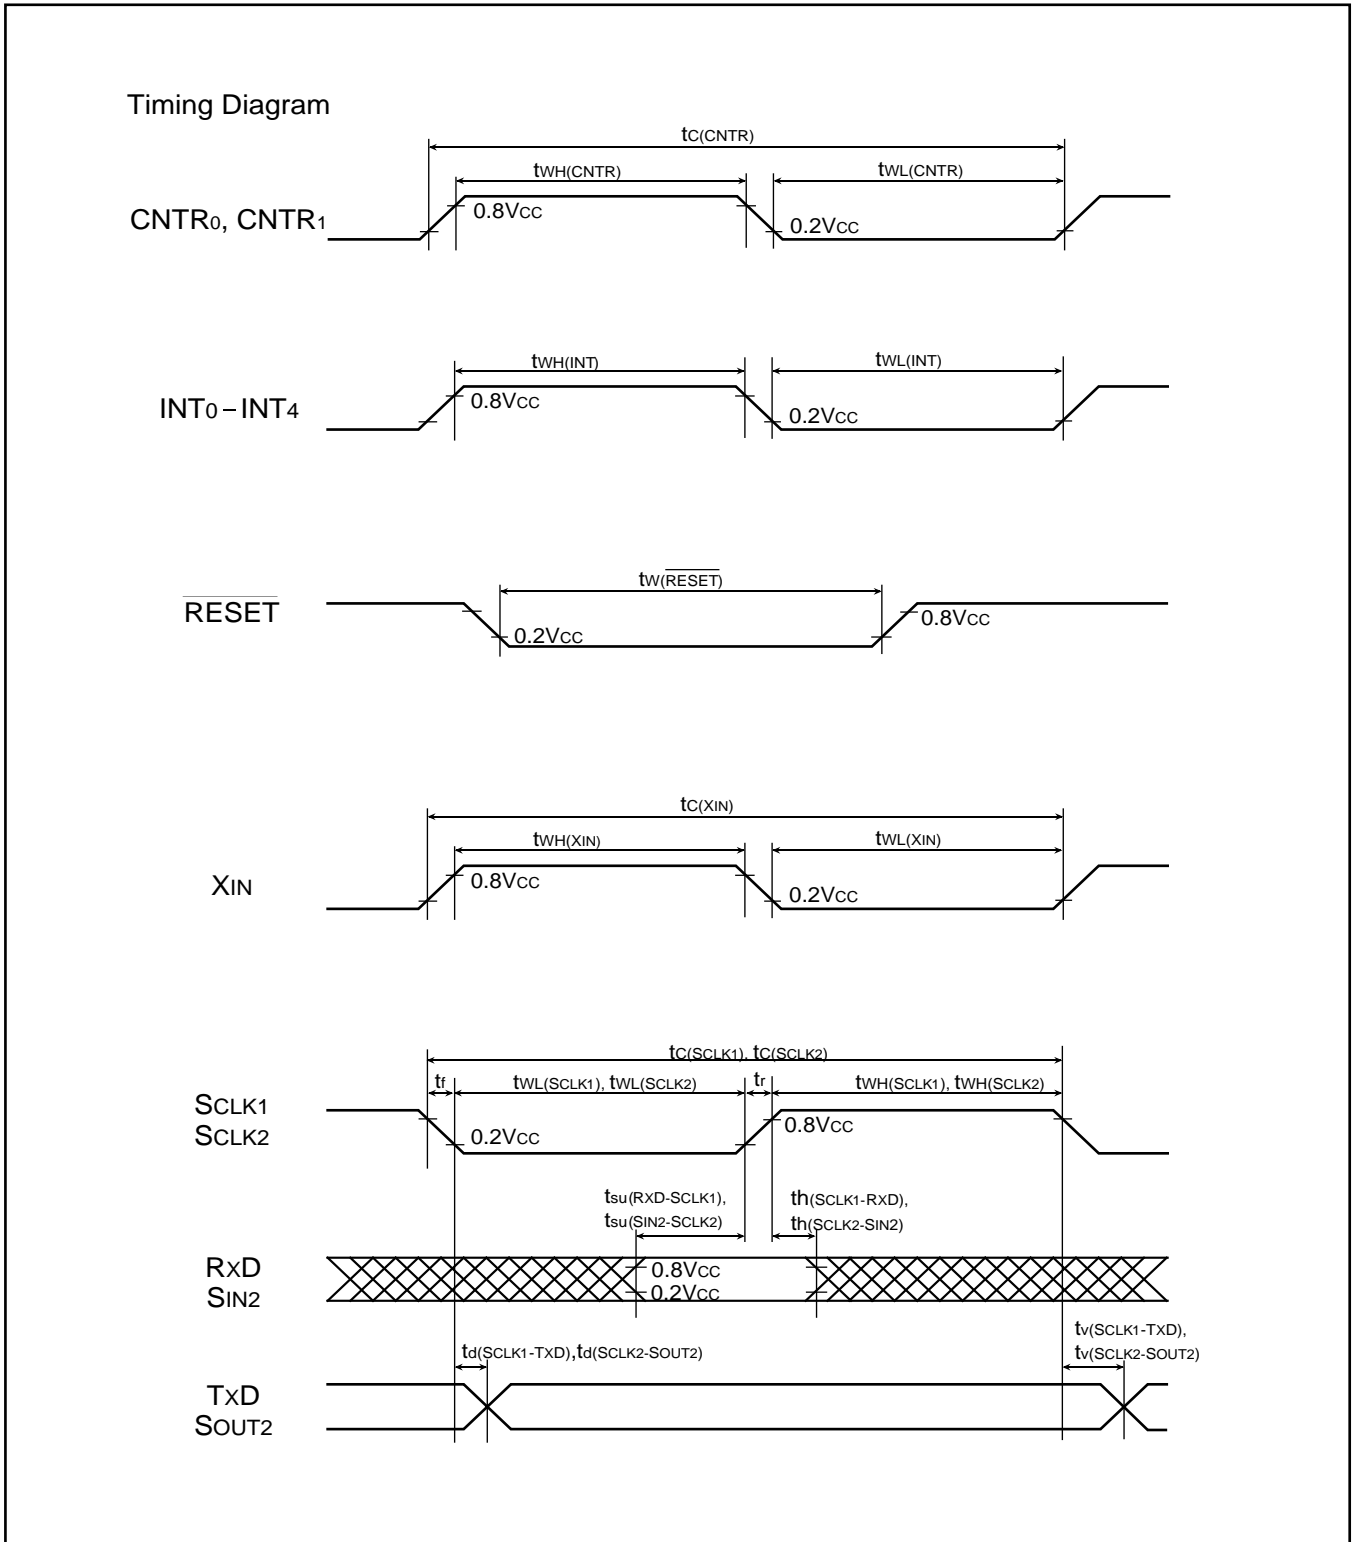 Timing Diagram
tC(CNTR)
tWH(CNTR)
tWL(CNTR)
CNTR0, CNTR1
0.8VCC
0.2VCC
tWH(INT)
tWL(INT)
INT0–INT4
0.8VCC
0.2VCC
tW(RESET)
RESET
0.2VCC
0.8VCC
tC(XIN)
tWH(XIN)
tWL(XIN)
XIN
0.8VCC
0.2VCC
tC(SCLK1), tC(SCLK2)
tf
tWL(SCLK1), tWL(SCLK2)
tr
tWH(SCLK1), tWH(SCLK2)
SCLK1
SCLK2
0.2VCC
0.8VCC
tsu(RXD-SCLK1),
tsu(SIN2-SCLK2)
th(SCLK1-RXD),
th(SCLK2-SIN2)
RXD
SIN2
0.8VCC
0.2VCC
td(SCLK1-TXD),td(SCLK2-SOUT2)
tv(SCLK1-TXD),
tv(SCLK2-SOUT2)
TXD
SOUT2